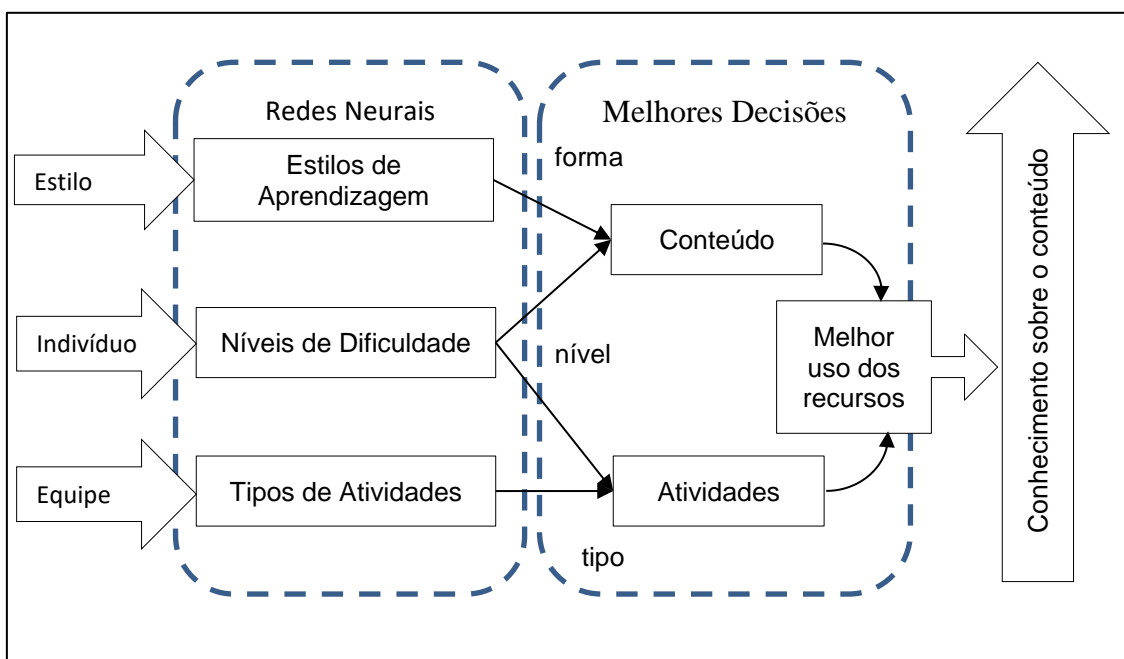 Redes Neurais
Melhores Decisões
Estilo
Estilos de
Aprendizagem
forma
Conteúdo
Indivíduo
Níveis de Dificuldade
nível
Melhor
uso dos
recursos
Equipe
Tipos de Atividades
Atividades
tipo
Conhecimento sobre o conteúdo